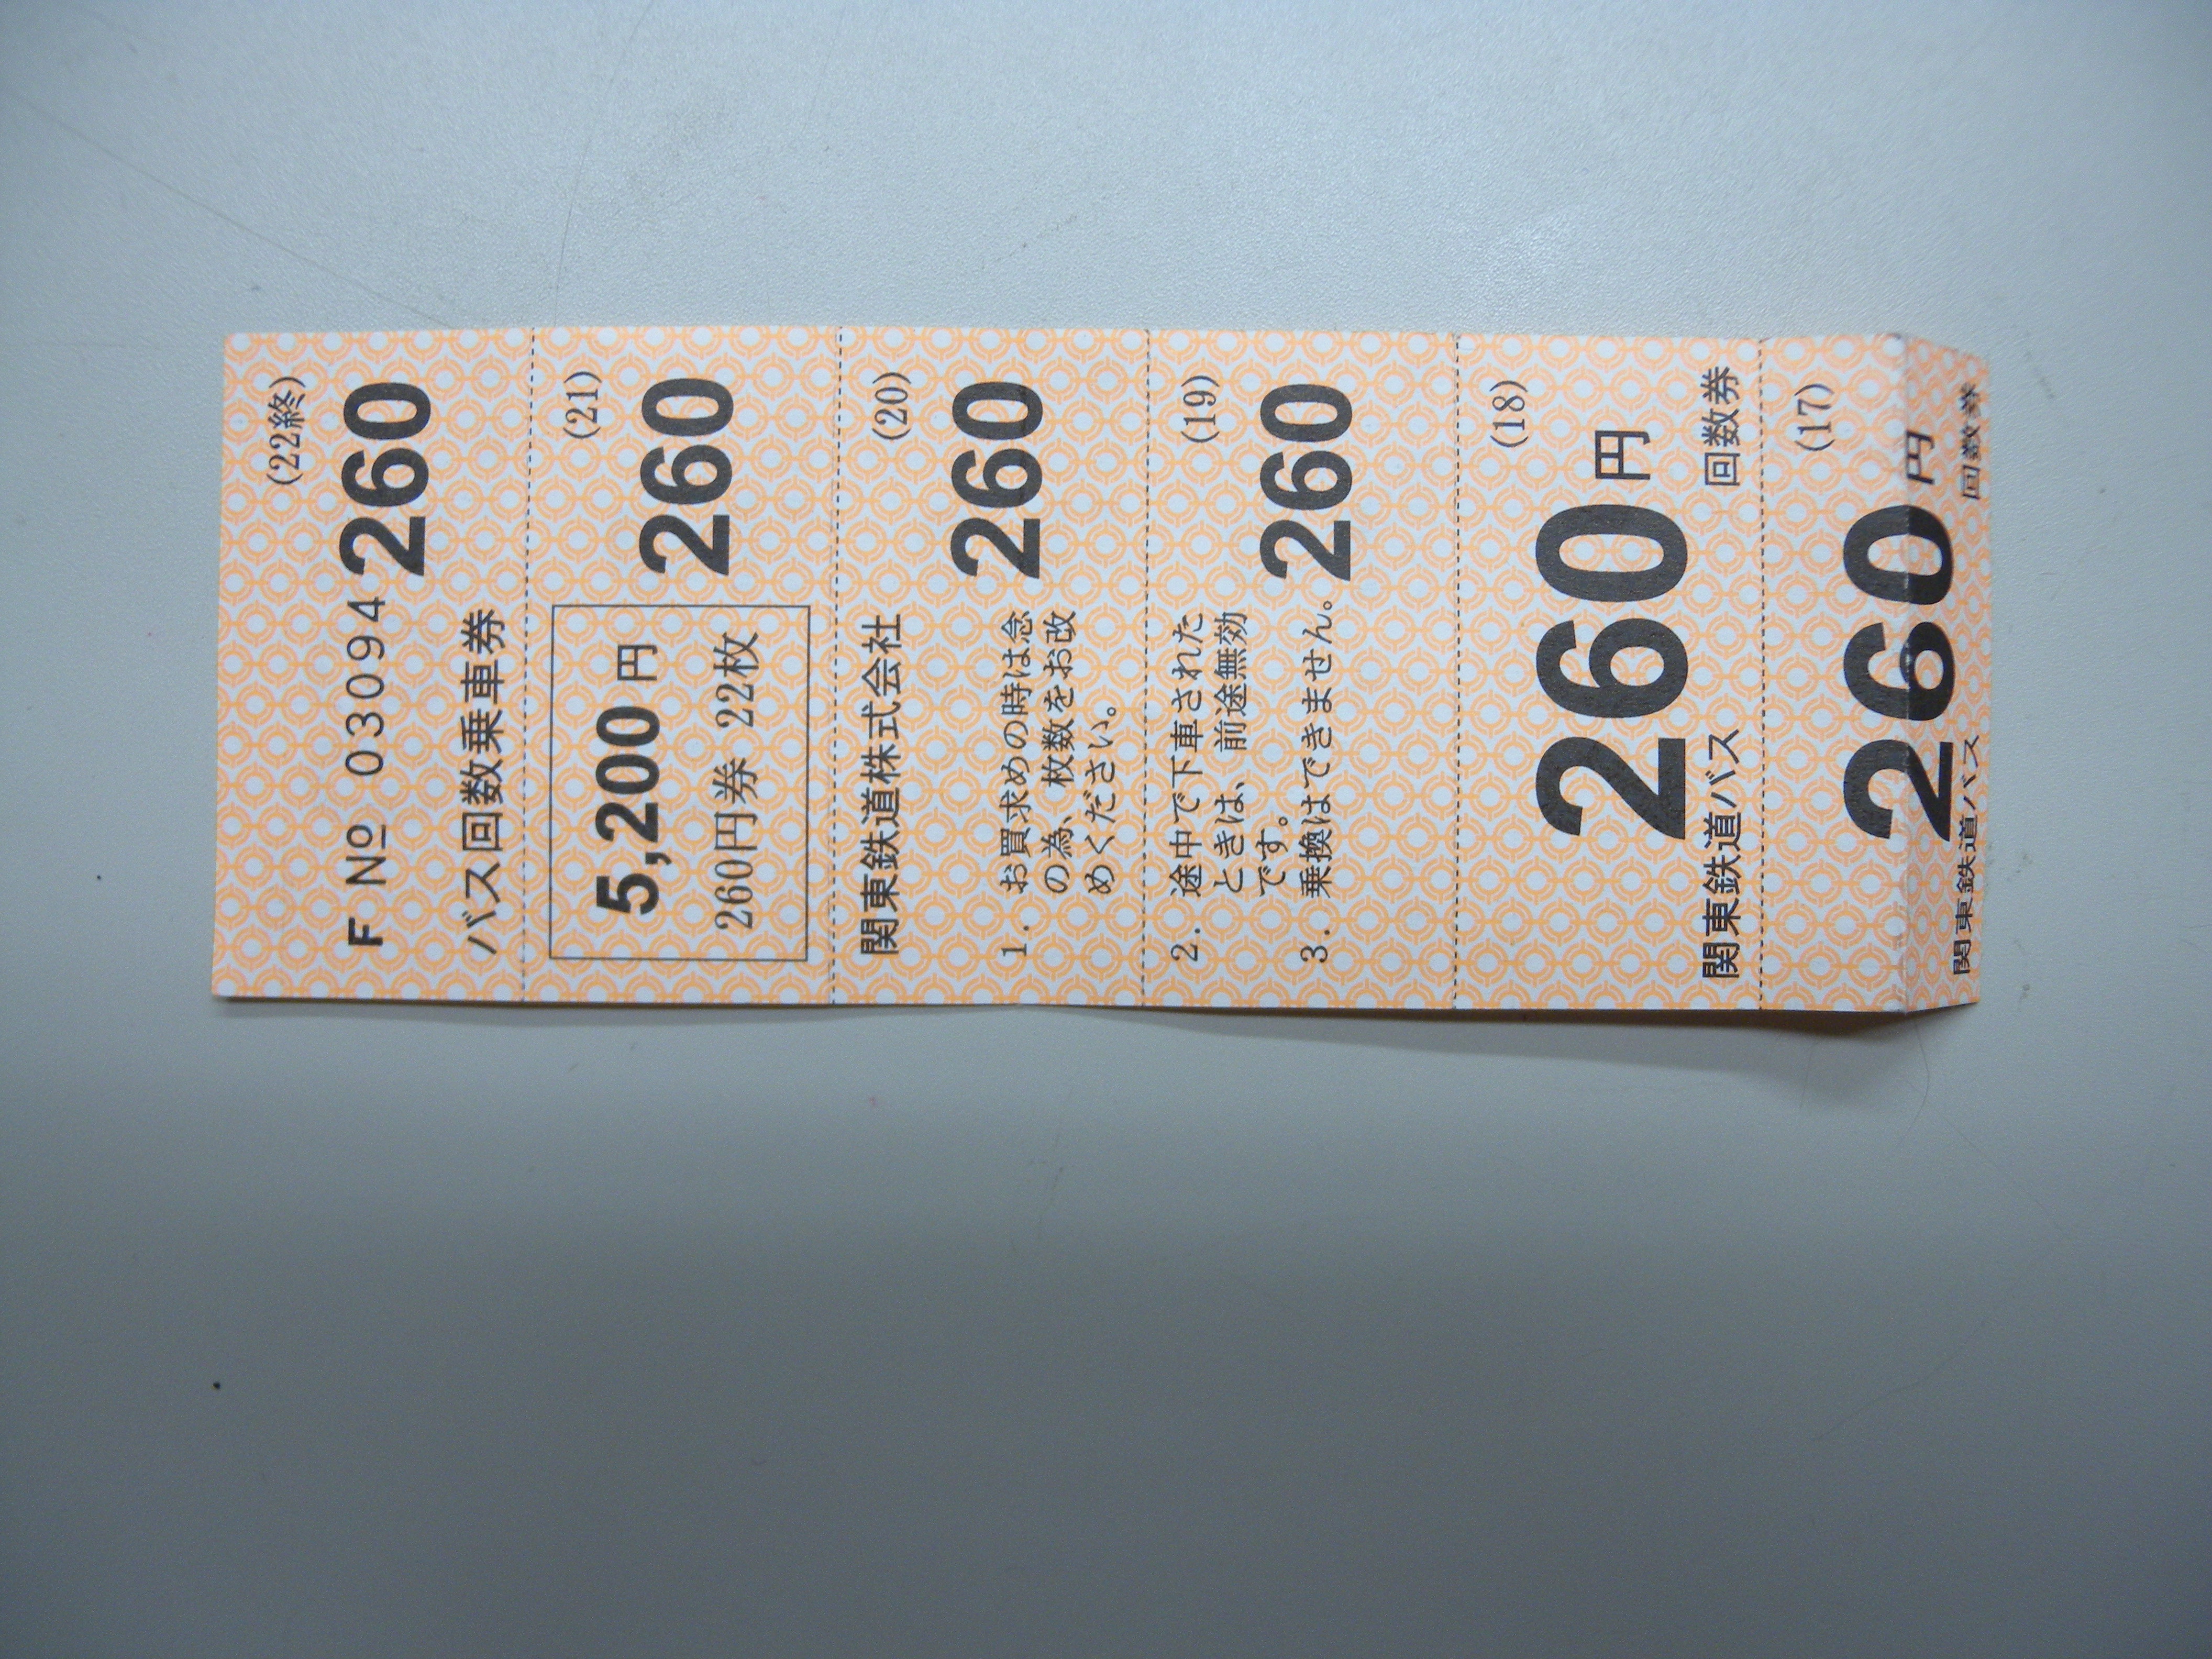 (22終)
F № 03094 260
バス回数乗車券
(21)
5,200円 260
260円券 22枚
(20)
関東鉄道株式会社
260
1. お買求めの時は念
の為、枚数をお改
めください。
(19)
2. 途中で下車された
ときは、前途無効
です。
260
3. 乗換はできません。
(18)
260円
関東鉄道バス 回数券
(17)
260円
関東鉄道バス 回数券